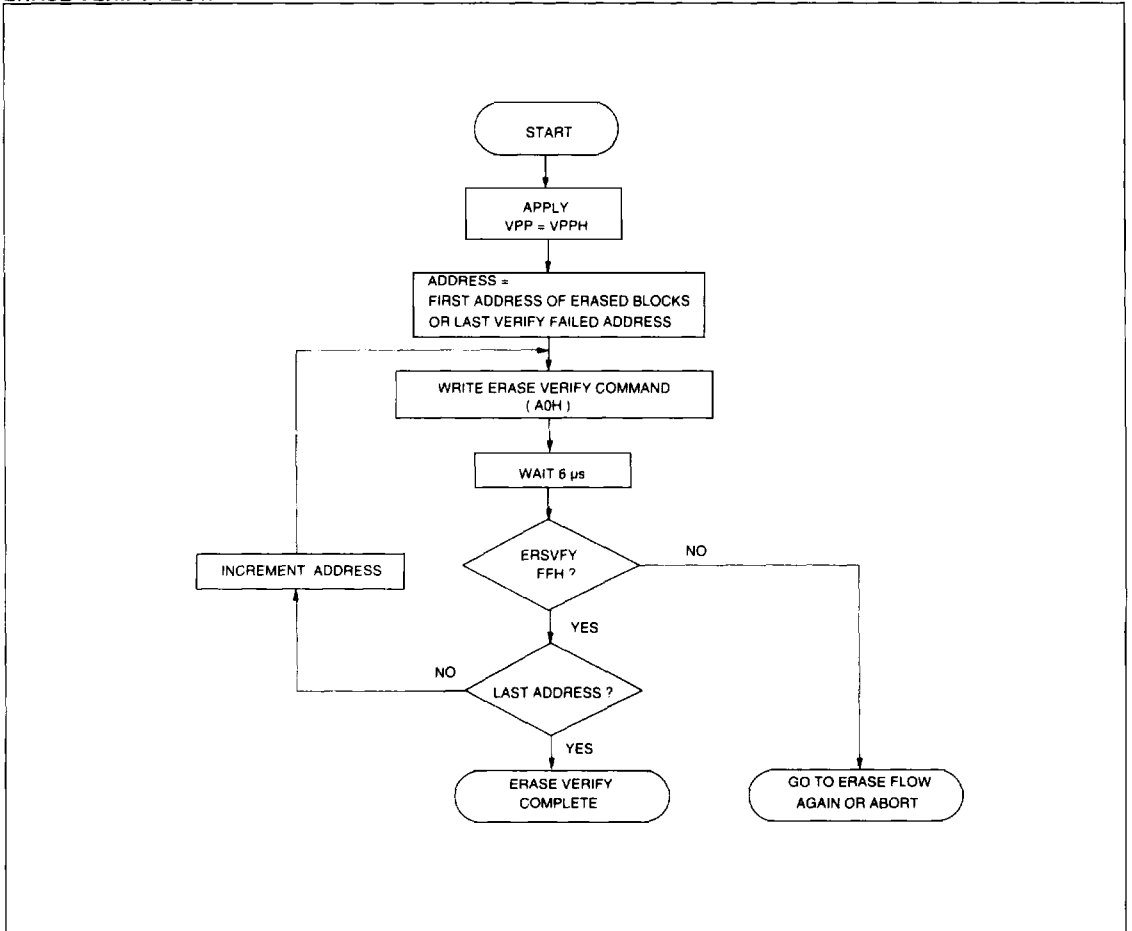 START
APPLY
VPP = VPPH
ADDRESS =
FIRST ADDRESS OF ERASED BLOCKS
OR LAST VERIFY FAILED ADDRESS
WRITE ERASE VERIFY COMMAND
( A0H )
WAIT 6 µs
ERSVFY
FFH ?
NO
INCREMENT ADDRESS
YES
NO
LAST ADDRESS ?
YES
ERASE VERIFY
COMPLETE
GO TO ERASE FLOW
AGAIN OR ABORT